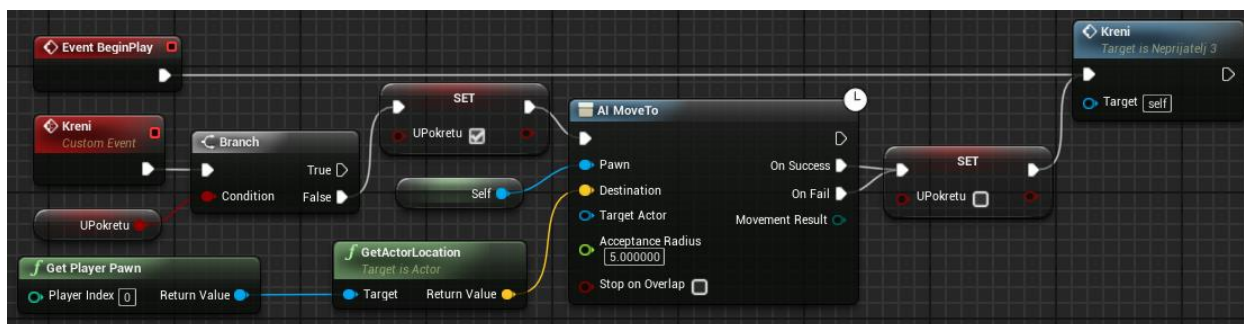 Event BeginPlay
Kreni
Custom Event
UPokretu
Branch
True
Condition
False
SET
UPokretu
Self
Get Player Pawn
Player Index 0
Return Value
GetActorLocation
Target is Actor
Target
Return Value
AI MoveTo
Pawn
On Success
Destination
On Fail
Target Actor
Movement Result
Acceptance Radius
5.000000
Stop on Overlap
SET
UPokretu
Kreni
Target is Neprijatelj 3
Target self